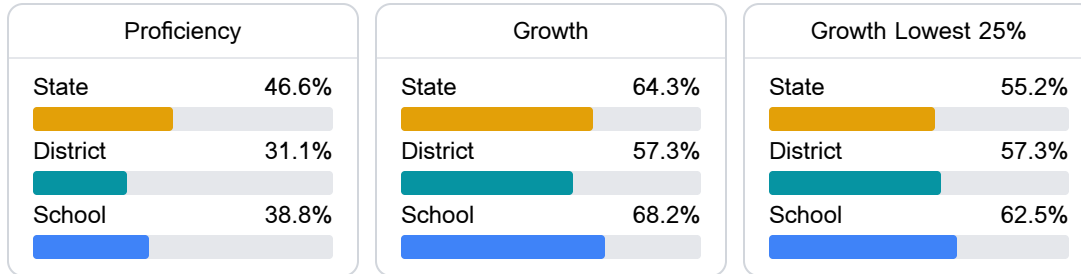 Proficiency
State 46.6%
District 31.1%
School 38.8%
Growth
State 64.3%
District 57.3%
School 68.2%
Growth Lowest 25%
State 55.2%
District 57.3%
School 62.5%